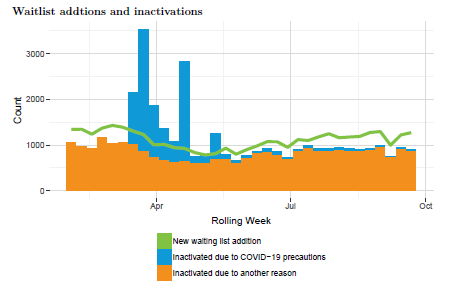 Waitlist addtions and inactivations
Count
3000
2000
1000
0
Apr
Jul
Oct
Rolling Week
New waiting list addition
Inactivated due to COVID−19 precautions
Inactivated due to another reason